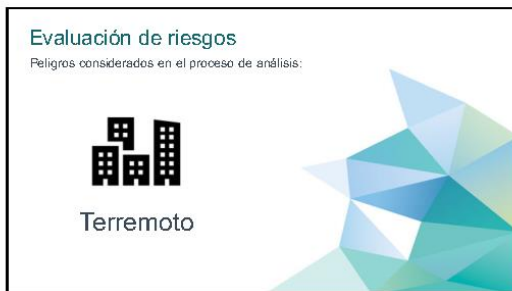 Evaluación de riesgos
Peligros considerados en el proceso de análisis:
Terremoto